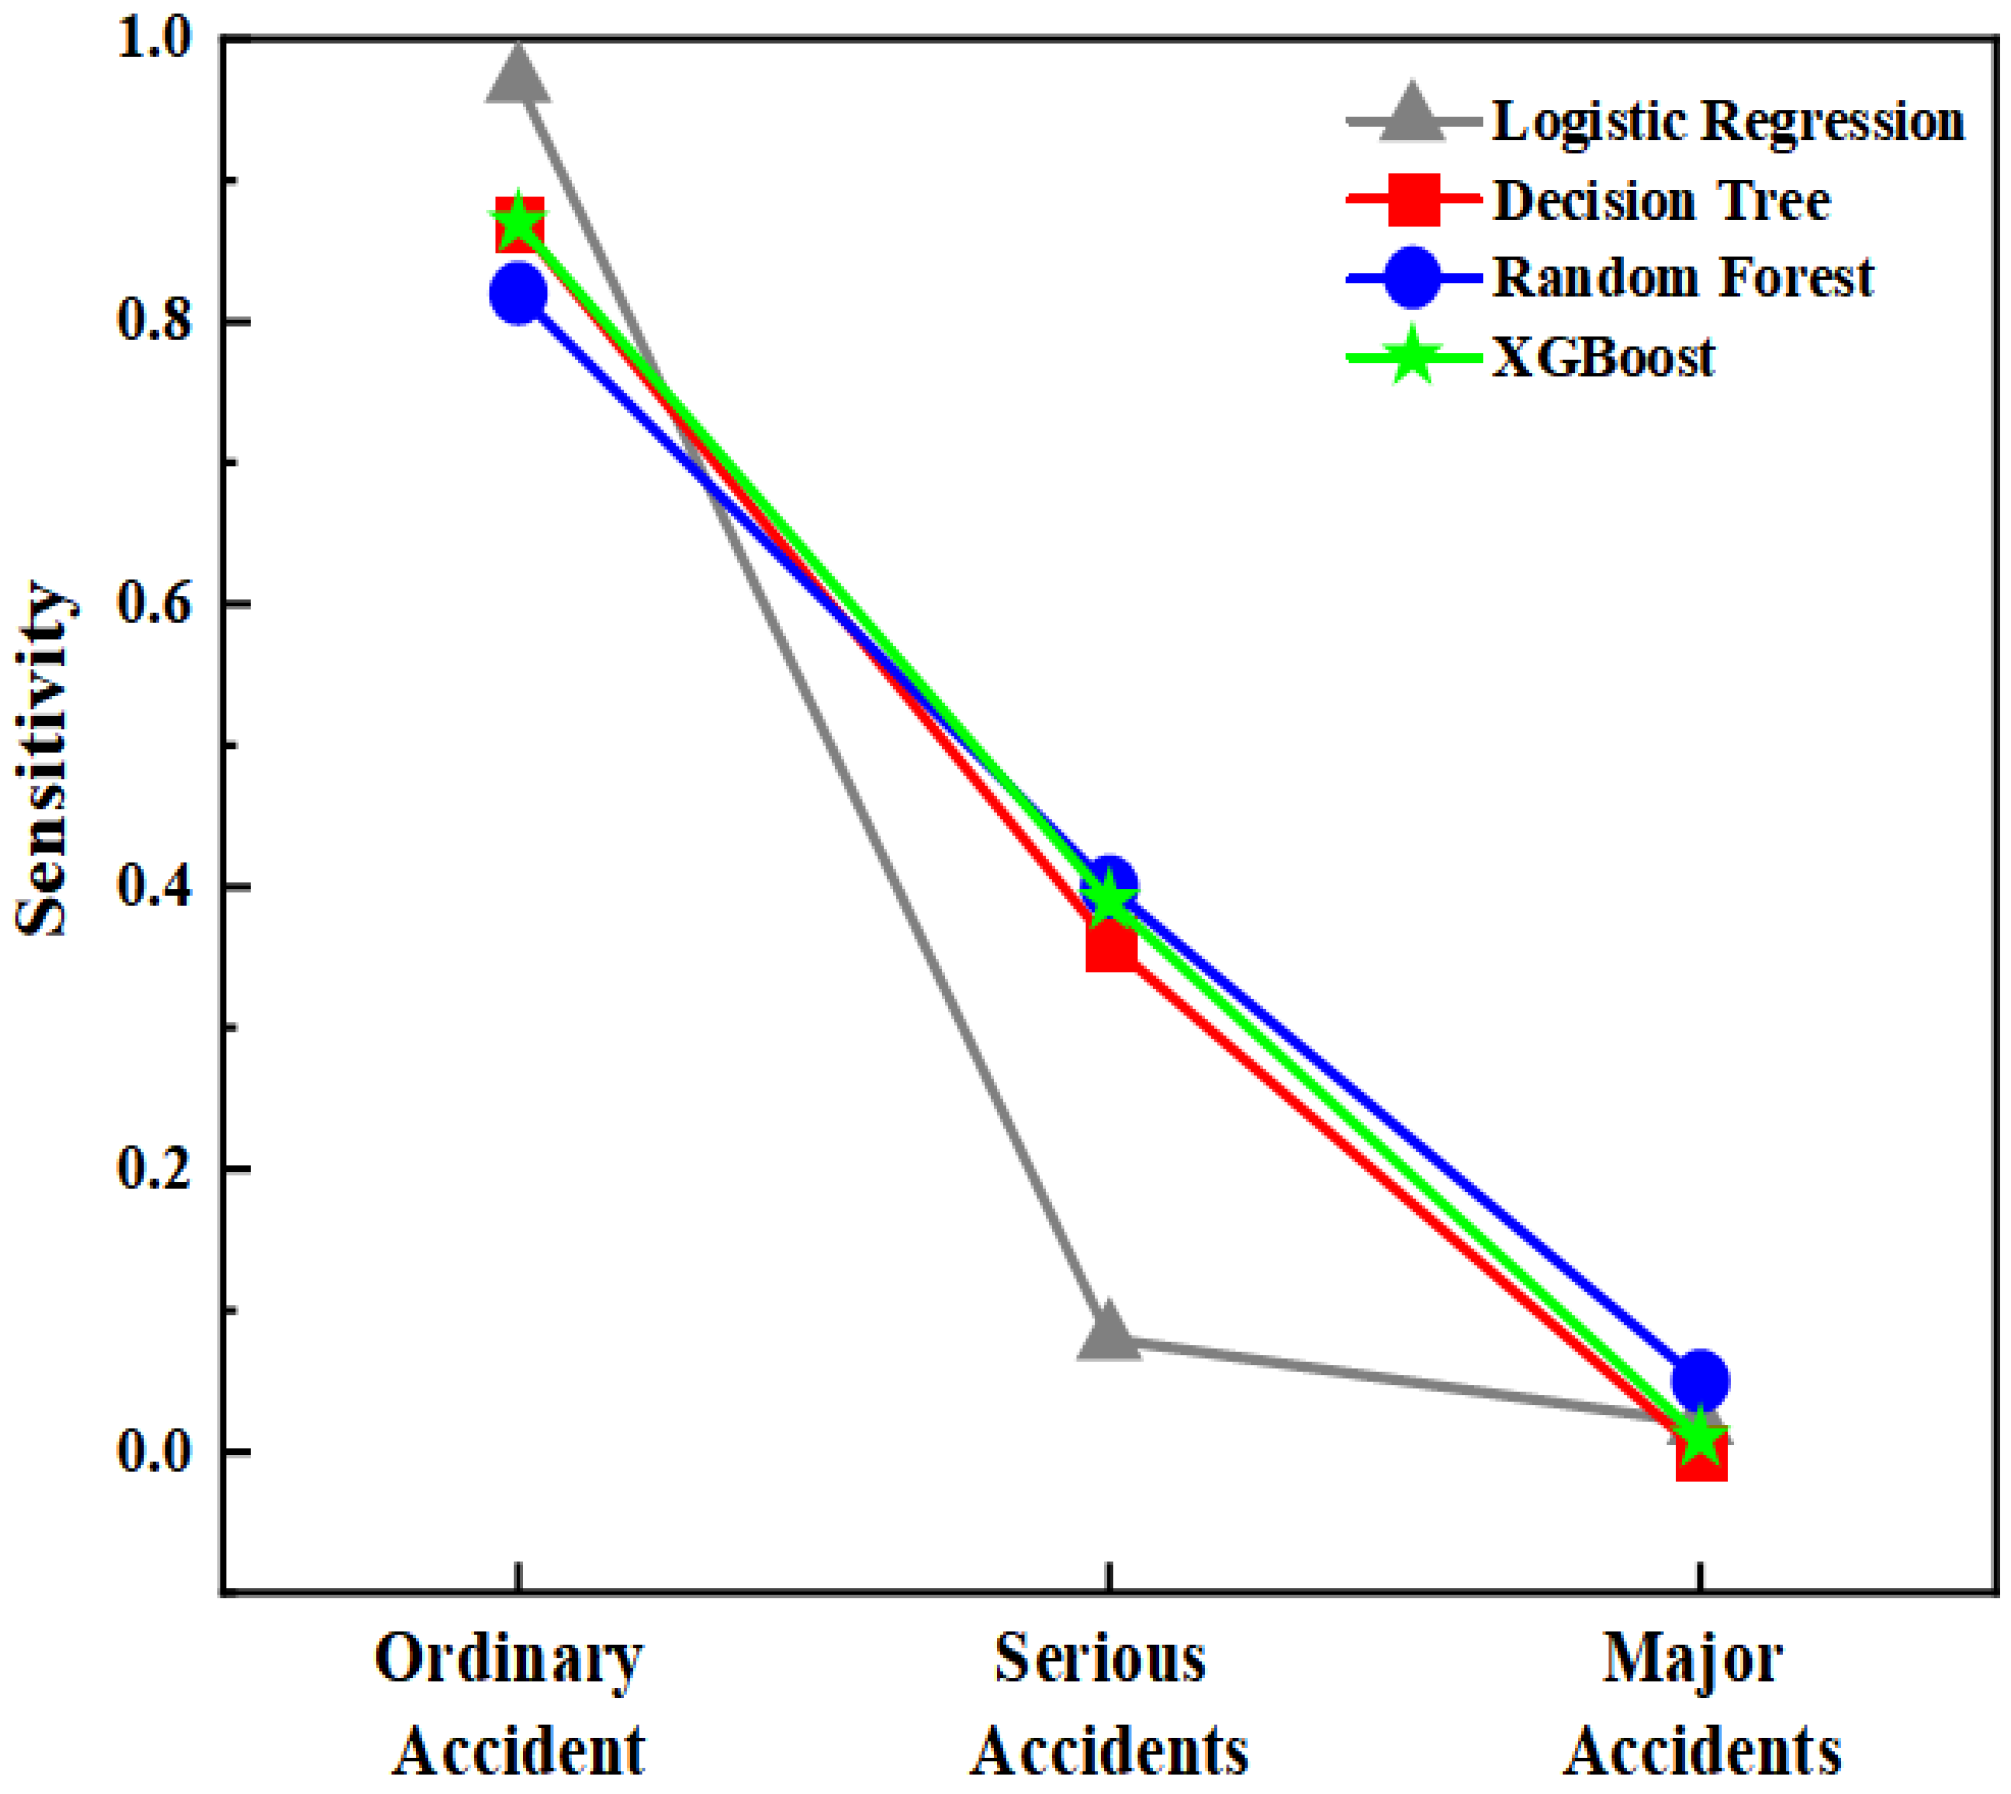 1.0
0.8
0.6
0.4
0.2
0.0
Sensitivity
Logistic Regression
Decision Tree
Random Forest
XGBoost
Ordinary
Accident
Serious
Accidents
Major
Accidents